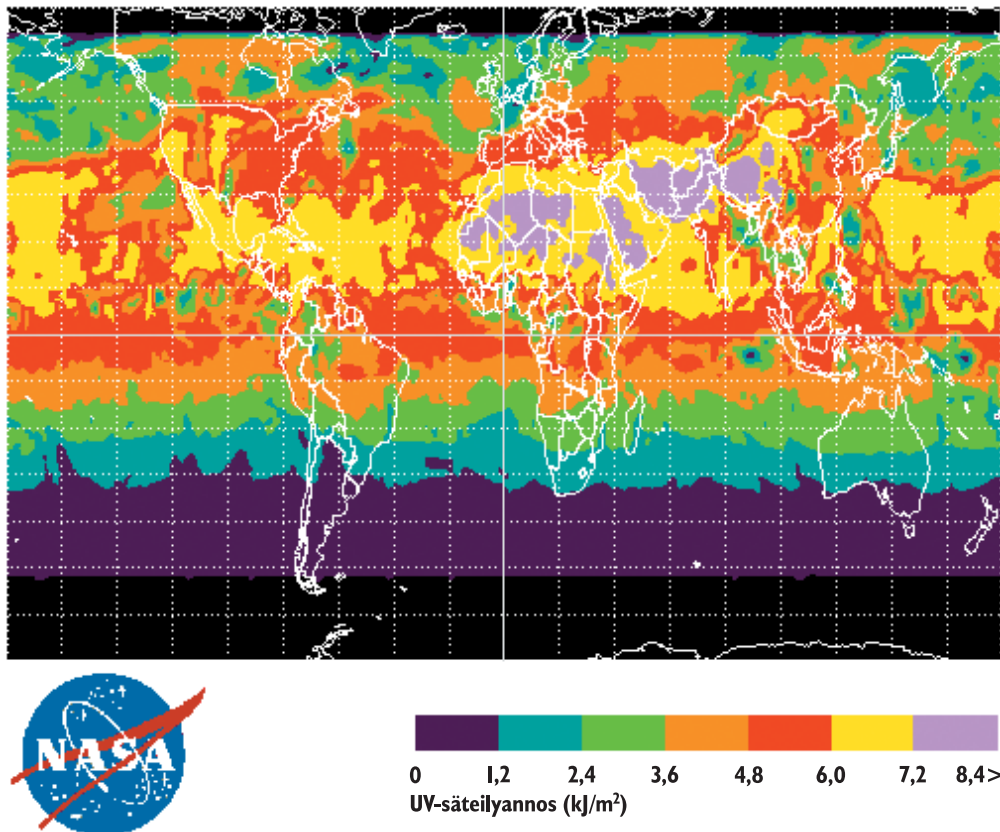 NASA
0 1,2 2,4 3,6 4,8 6,0 7,2 8,4>
UV-säteilyannos (kJ/m²)